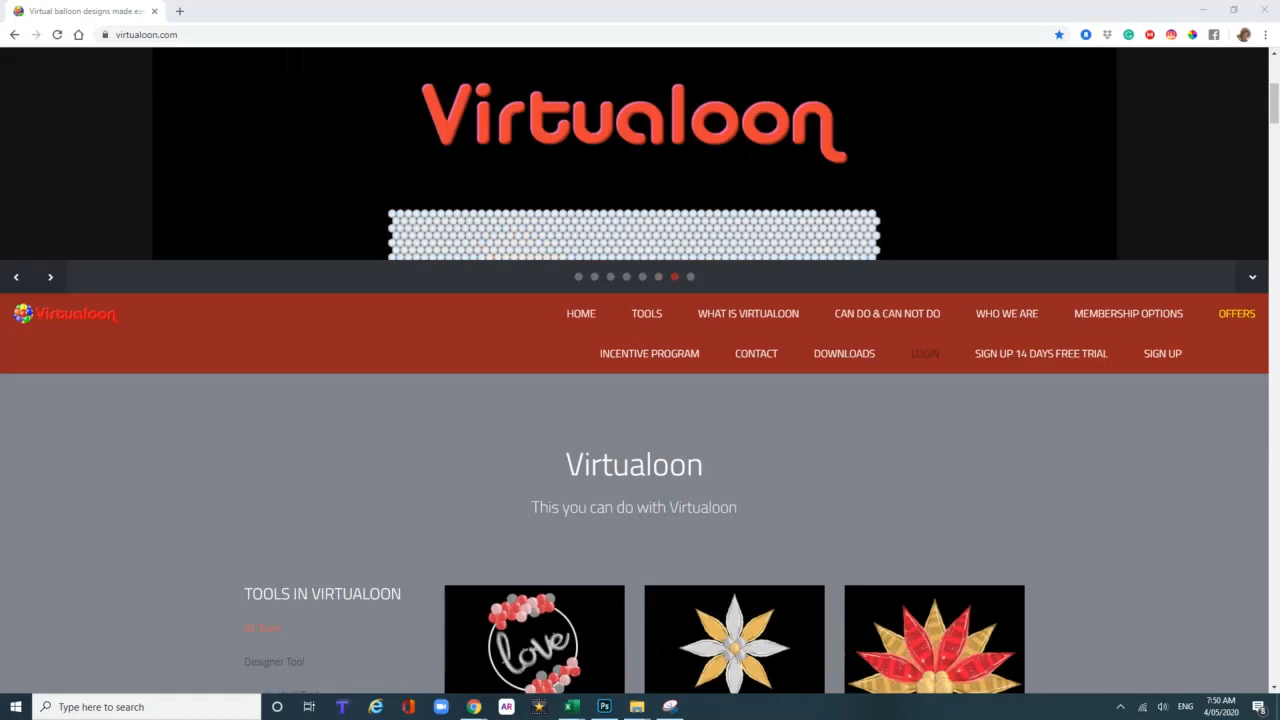 Virtual balloon designs made ea
virtualoon.com
Virtualoon
Virtualoon
HOME TOOLS WHAT IS VIRTUALOON CAN DO & CAN NOT DO WHO WE ARE MEMBERSHIP OPTIONS OFFERS
INCENTIVE PROGRAM CONTACT DOWNLOADS LOGIN SIGN UP 14 DAYS FREE TRIAL SIGN UP
Virtualoon
This you can do with Virtualoon
TOOLS IN VIRTUALOON
Designer Tool
love
Type here to search
AR
ENG
7:50 AM
4/05/2020